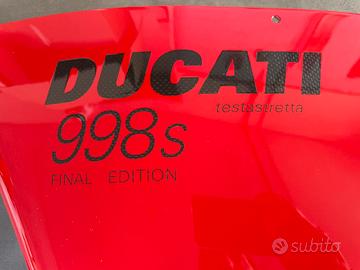 DUCATI
testastretta
998s
FINAL EDITION
subito